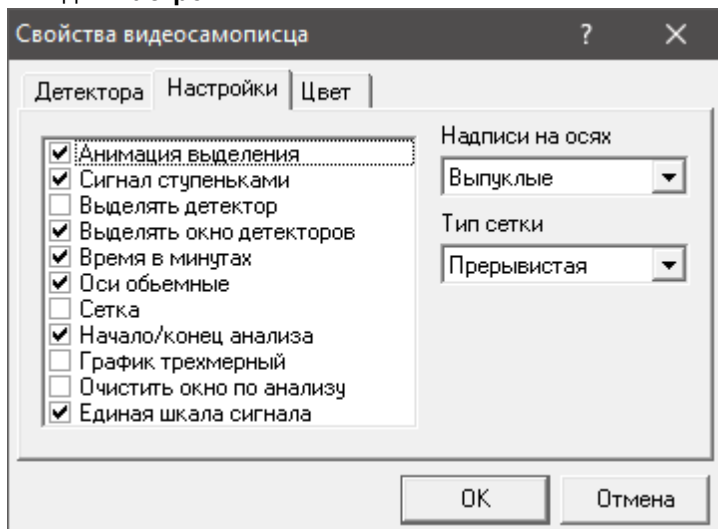 Свойства видеосамописца ? ×
Детектора Настройки Цвет
Анимация выделения
Сигнал ступеньками
Выделять детектор
Выделять окно детекторов
Время в минутах
Оси обьемные
Сетка
Начало/конец анализа
График трехмерный
Очистить окно по анализу
Единая шкала сигнала
Надписи на осях
Выпуклые
Тип сетки
Прерывистая
OK Отмена